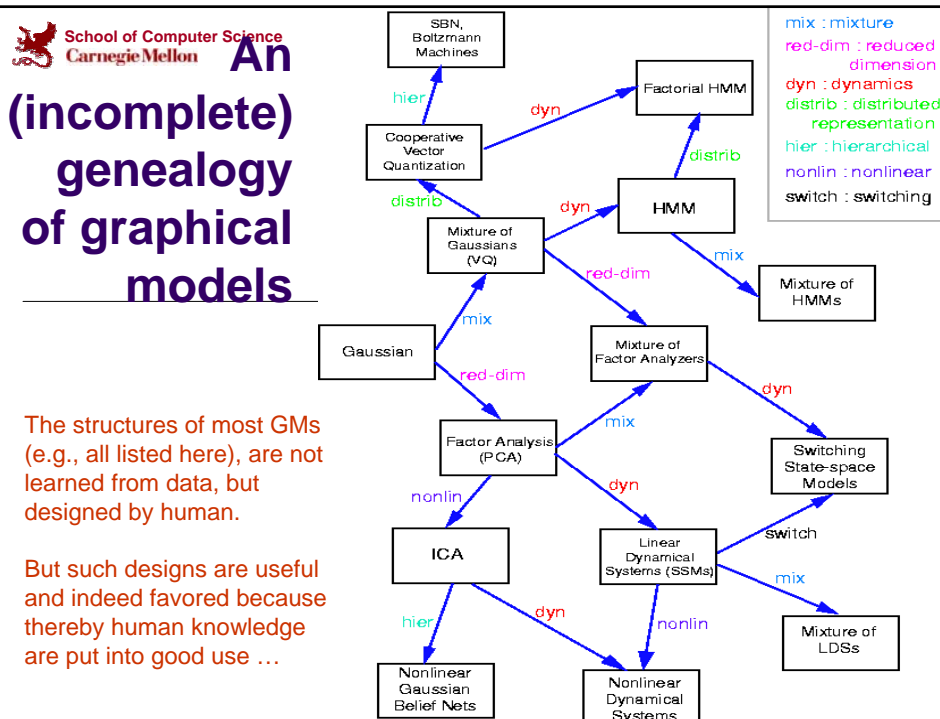 School of Computer Science
Carnegie Mellon
An
(incomplete)
genealogy
of graphical
models
The structures of most GMs
(e.g., all listed here), are not
learned from data, but
designed by human.
But such designs are useful
and indeed favored because
thereby human knowledge
are put into good use …
SBN,
Boltzmann
Machines
hier
dyn
Factorial HMM
Cooperative
Vector
Quantization
distrib
distrib
dyn
HMM
Mixture of
Gaussians
(VQ)
red-dim
mix
Mixture of
HMMs
mix
Gaussian
Mixture of
Factor Analyzers
red-dim
dyn
mix
Factor Analysis
(PCA)
Switching
State-space
Models
nonlin
dyn
switch
ICA
Linear
Dynamical
Systems (SSMs)
mix
hier
dyn
nonlin
Mixture of
LDSs
Nonlinear
Gaussian
Belief Nets
Nonlinear
Dynamical
Systems
mix : mixture
red-dim : reduced
dimension
dyn : dynamics
distrib : distributed
representation
hier : hierarchical
nonlin : nonlinear
switch : switching